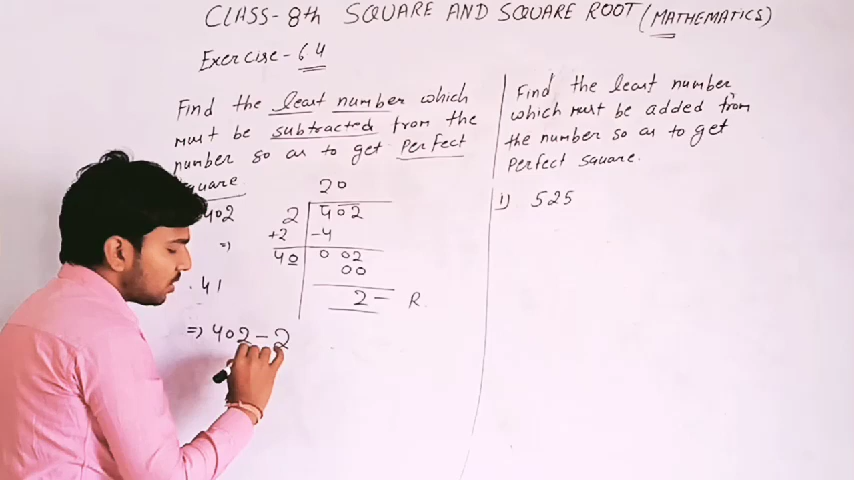 CLASS-8th SQUARE AND SQUARE ROOT (MATHEMATICS)
Exercise-6.4
Find the least number which
must be subtracted from the
number so as to get Perfect
square
402
20
2 402
+2 -4
=) 40 0 02
00
41
2 - R.
=) 402-2
Find the least number
which must be added from
the number so as to get
Perfect square.
1) 525